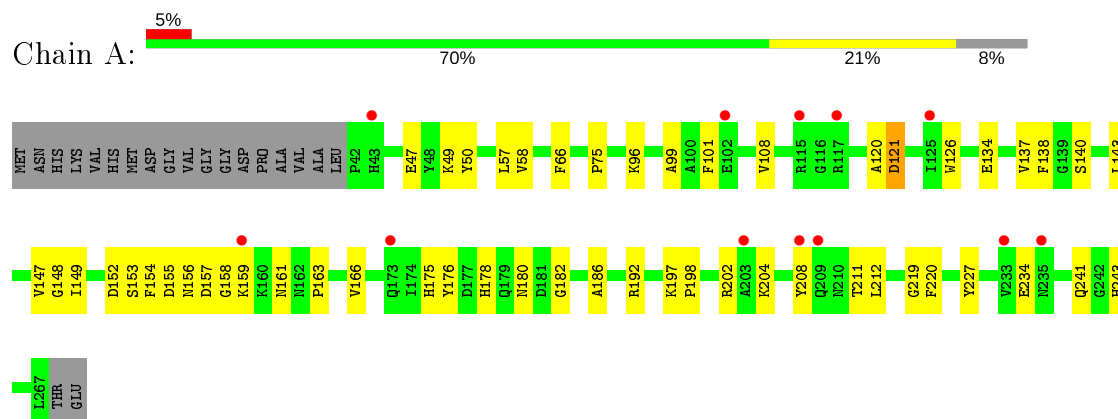 5%
Chain A:
70% 21% 8%
MET ASN HIS LYS VAL HIS MET ASP GLY VAL GLY GLY ASP PRO ALA VAL ALA LEU P42 H43 E47 Y48 K49 Y50 L57 V58 F66 P75 K96 A99 A100 F101 E102 V108 R115 G116 R117 A120 D121 I125 W126 E134 V137 F138 G139 S140 L143
V147 G148 I149 D152 S153 F154 D155 N156 D157 G158 K159 K160 N161 N162 P163 V166 Q173 I174 H175 Y176 D177 H178 Q179 N180 D181 G182 A186 R192 K197 P198 R202 A203 K204 Y208 Q209 N210 T211 L212 G219 F220 Y227 V233 E234 N235 Q241 G242 H243
L267 THR GLU